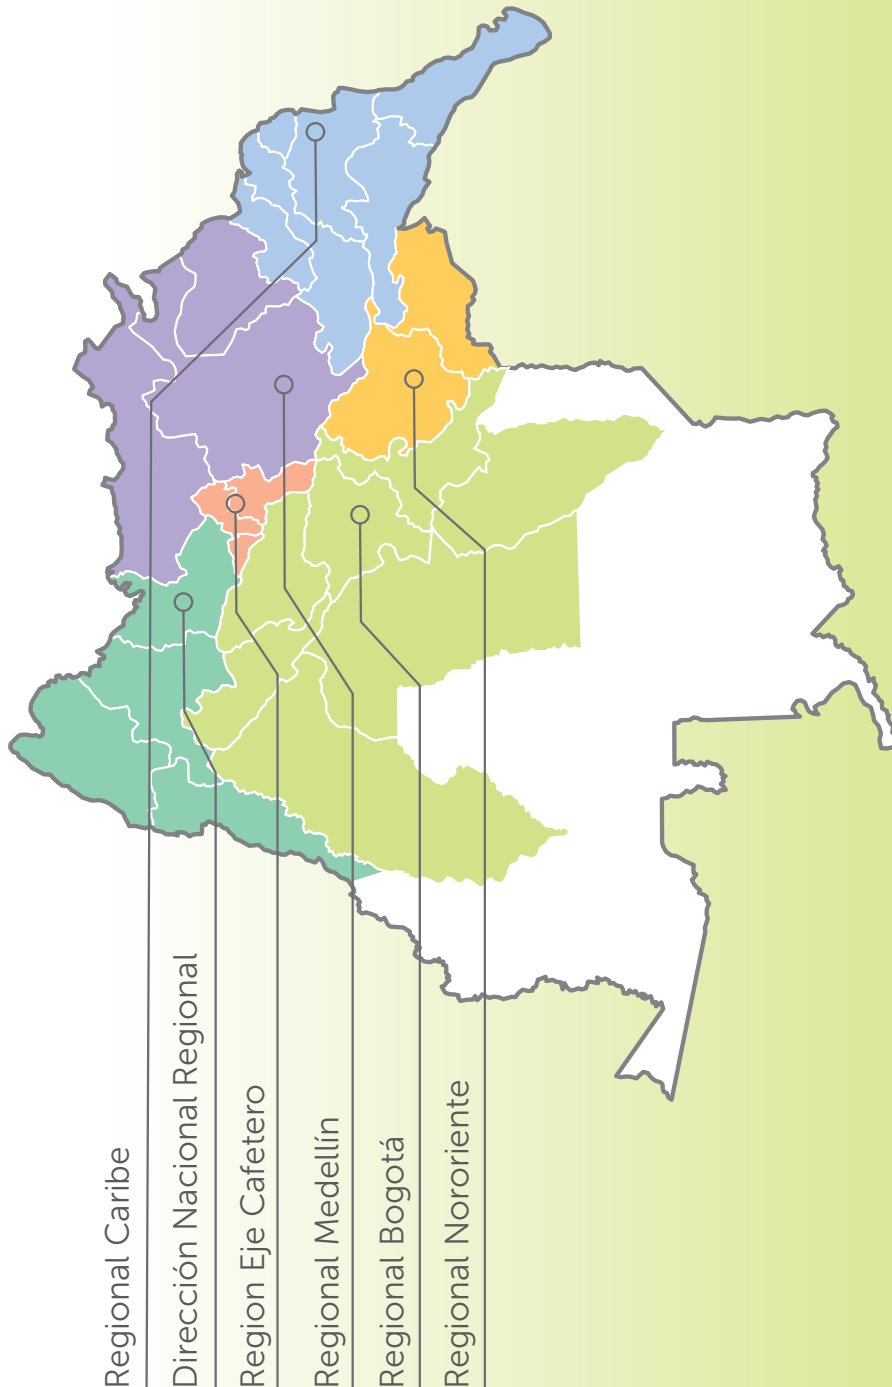 Regional Caribe
Dirección Nacional Regional
Region Eje Cafetero
Regional Medellín
Regional Bogotá
Regional Nororiente